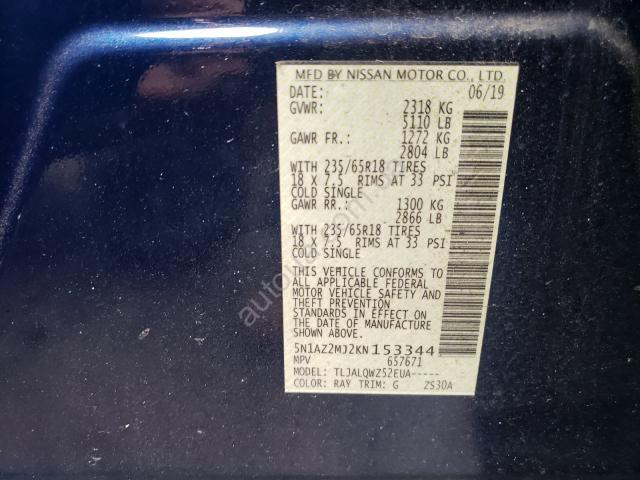 MFD BY NISSAN MOTOR CO., LTD.
DATE: 06/19
GVWR: 2318 KG
5110 LB
GAWR FR.: 1272 KG
2804 LB
WITH 235/65R18 TIRES
18 X 7.5 RIMS AT 33 PSI
COLD SINGLE
GAWR RR.: 1300 KG
2866 LB
WITH 235/65R18 TIRES
18 X 7.5 RIMS AT 33 PSI
COLD SINGLE
THIS VEHICLE CONFORMS TO
ALL APPLICABLE FEDERAL
MOTOR VEHICLE SAFETY AND
THEFT PREVENTION
STANDARDS IN EFFECT ON
THE DATE OF MANUFACTURE
SHOWN ABOVE.
5N1AZ2MJ2KN153344
MPV 657671
MODEL: TLJALQWZ52EUA-----
COLOR: RAY TRIM: G ZS30A